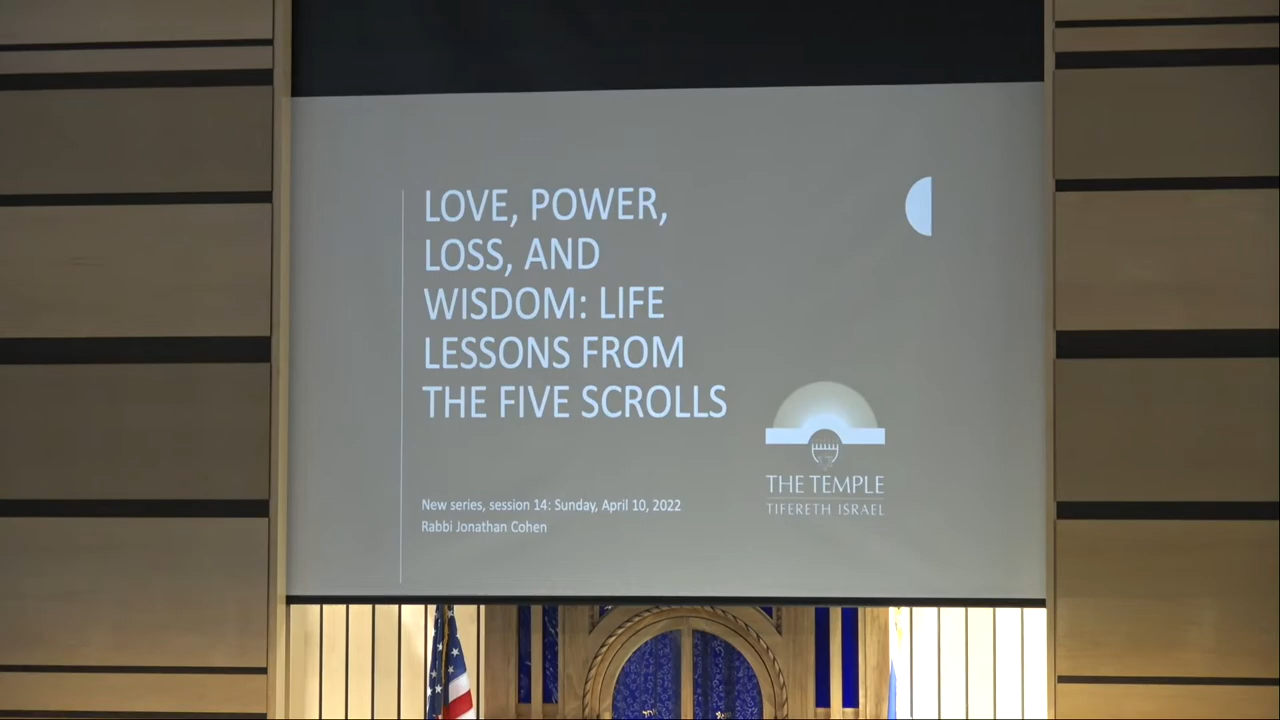 LOVE, POWER,
LOSS, AND
WISDOM: LIFE
LESSONS FROM
THE FIVE SCROLLS
New series, session 14: Sunday, April 10, 2022
Rabbi Jonathan Cohen
THE TEMPLE
TIFERETH ISRAEL